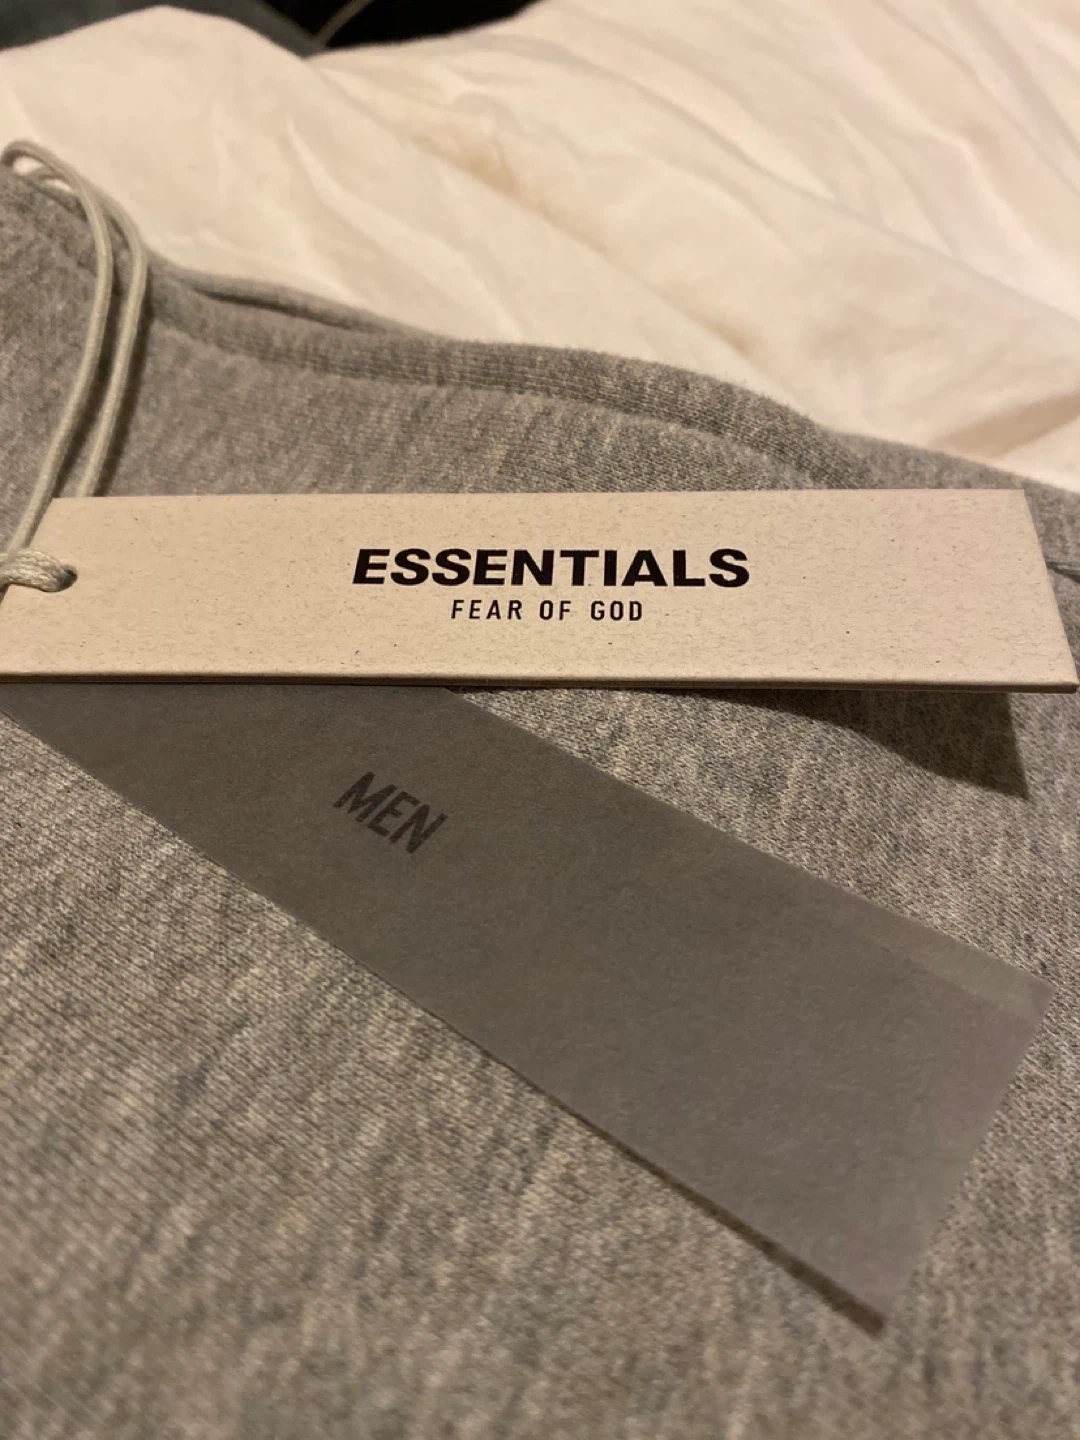 ESSENTIALS
FEAR OF GOD
MEN